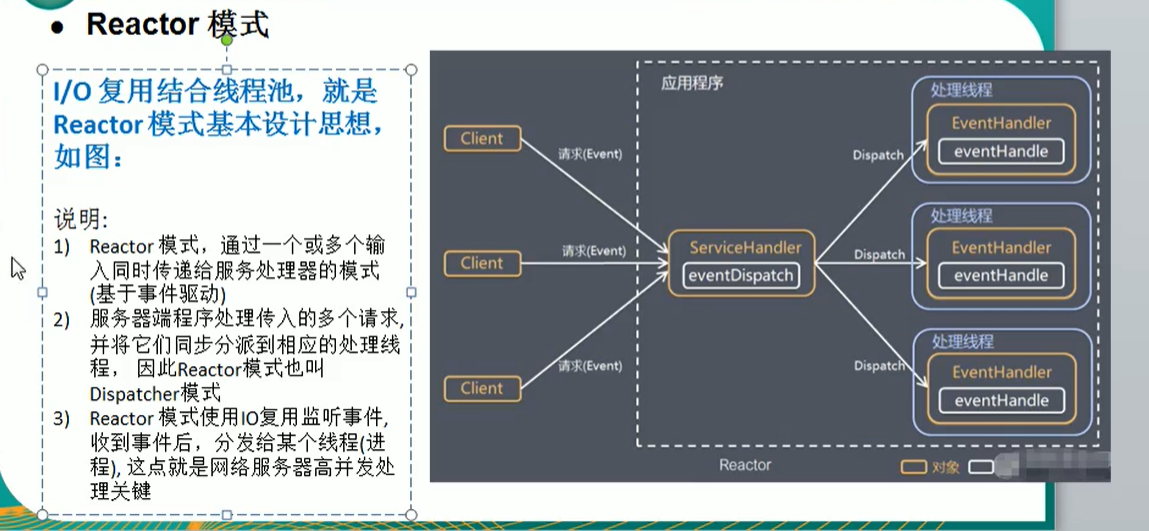 • Reactor 模式
I/O 复用结合线程池，就是
Reactor 模式基本设计思想，
如图：
说明:
1) Reactor 模式，通过一个或多个输
入同时传递给服务处理器的模式
(基于事件驱动)
2) 服务器端程序处理传入的多个请求,
并将它们同步分派到相应的处理线
程， 因此Reactor模式也叫
Dispatcher模式
3) Reactor 模式使用IO复用监听事件,
收到事件后，分发给某个线程(进
程), 这点就是网络服务器高并发处
理关键
应用程序
Client
请求(Event)
Client
请求(Event)
Client
请求(Event)
ServiceHandler
eventDispatch
Dispatch
Dispatch
Dispatch
处理线程
EventHandler
eventHandle
处理线程
EventHandler
eventHandle
处理线程
EventHandler
eventHandle
Reactor
对象